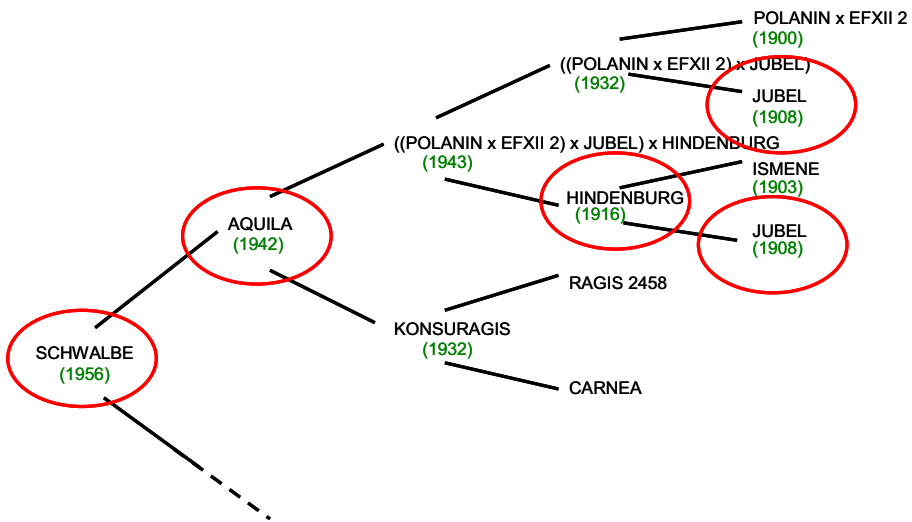 POLANIN x EFXII 2
(1900)
((POLANIN x EFXII 2) x JUBEL)
(1932)
JUBEL
(1908)
((POLANIN x EFXII 2) x JUBEL) x HINDENBURG
(1943)
ISMENE
(1903)
HINDENBURG
(1916)
AQUILA
(1942)
JUBEL
(1908)
RAGIS 2458
KONSURAGIS
(1932)
SCHWALBE
(1956)
CARNEA